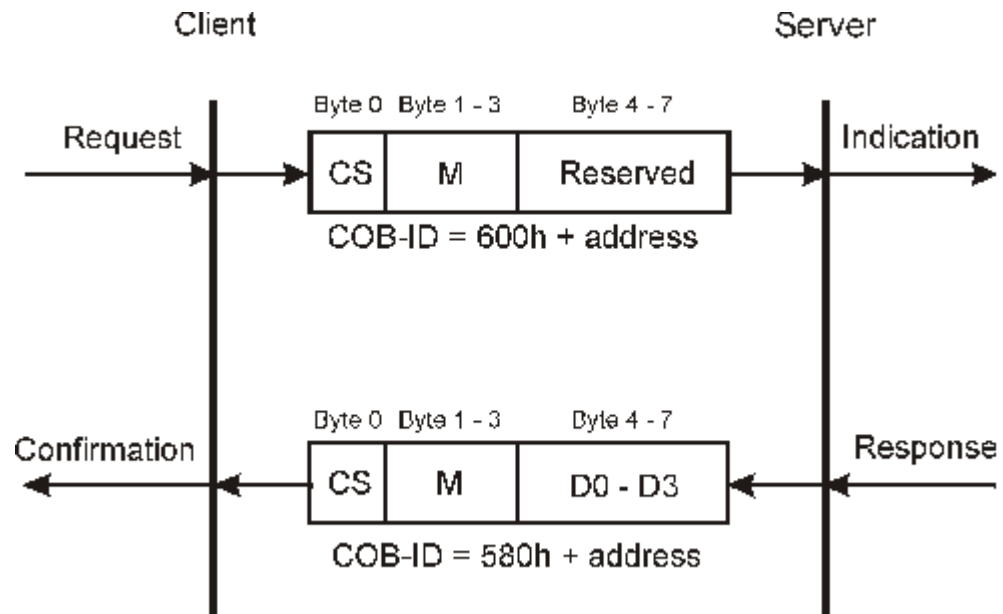 Client
Server
Byte 0 Byte 1 - 3 Byte 4 - 7
Request
Indication
CS M Reserved
COB-ID = 600h + address
Byte 0 Byte 1 - 3 Byte 4 - 7
Confirmation
Response
CS M D0 - D3
COB-ID = 580h + address